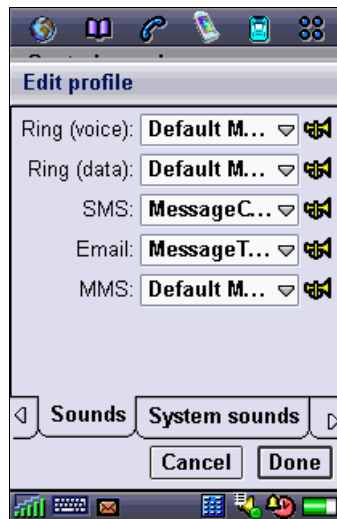 Edit profile
Ring (voice): Default M...
Ring (data): Default M...
SMS: MessageC...
Email: MessageT...
MMS: Default M...
Sounds System sounds
Cancel Done